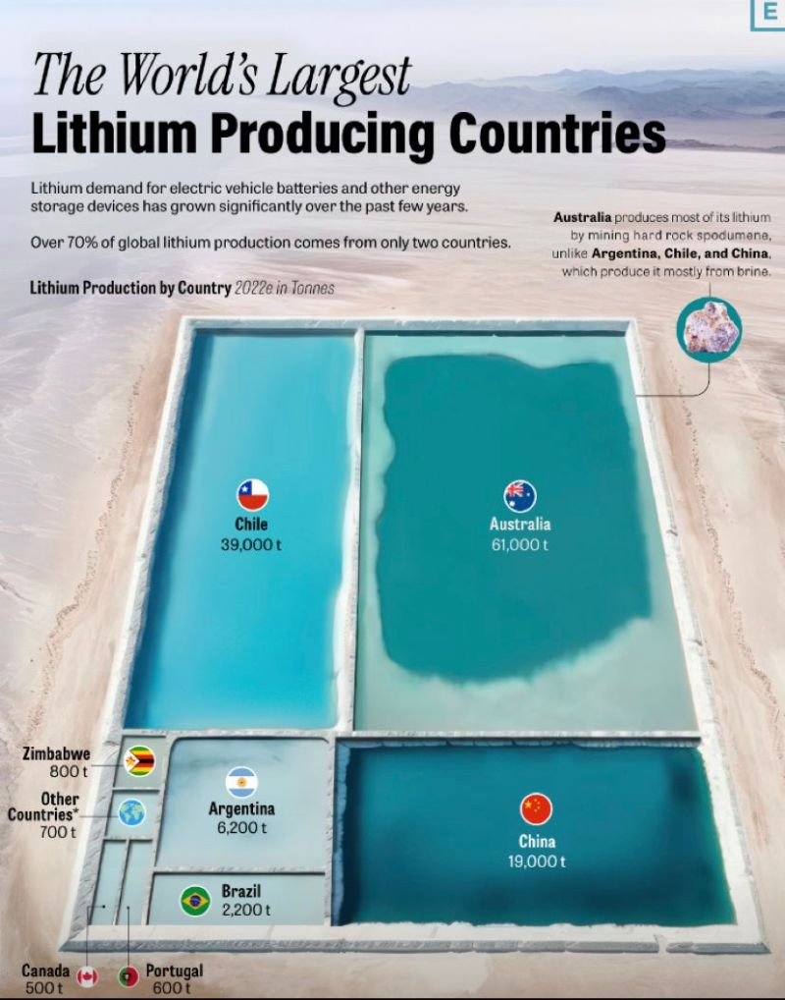 E
The World's Largest
Lithium Producing Countries
Lithium demand for electric vehicle batteries and other energy
storage devices has grown significantly over the past few years.
Over 70% of global lithium production comes from only two countries.
Australia produces most of its lithium
by mining hard rock spodumene,
unlike Argentina, Chile, and China,
which produce it mostly from brine.
Lithium Production by Country 2022e in Tonnes
Chile
39,000 t
Australia
61,000 t
Zimbabwe
800 t
Other
Countries*
700 t
Argentina
6,200 t
China
19,000 t
Brazil
2,200 t
Canada
500 t
Portugal
600 t